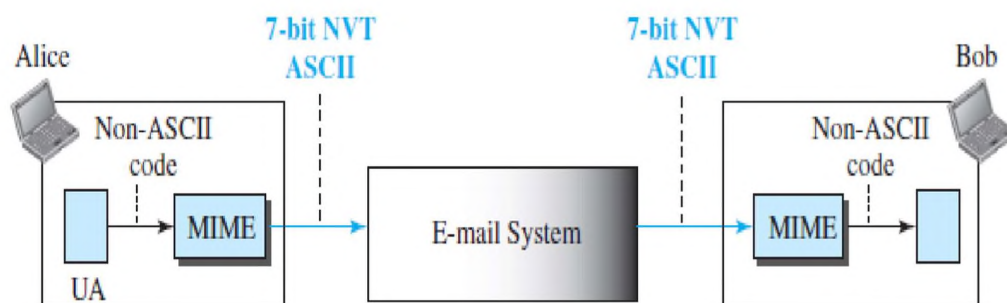 7-bit NVT
ASCII
7-bit NVT
ASCII
Alice
Bob
Non-ASCII
code
Non-ASCII
code
MIME
E-mail System
MIME
UA